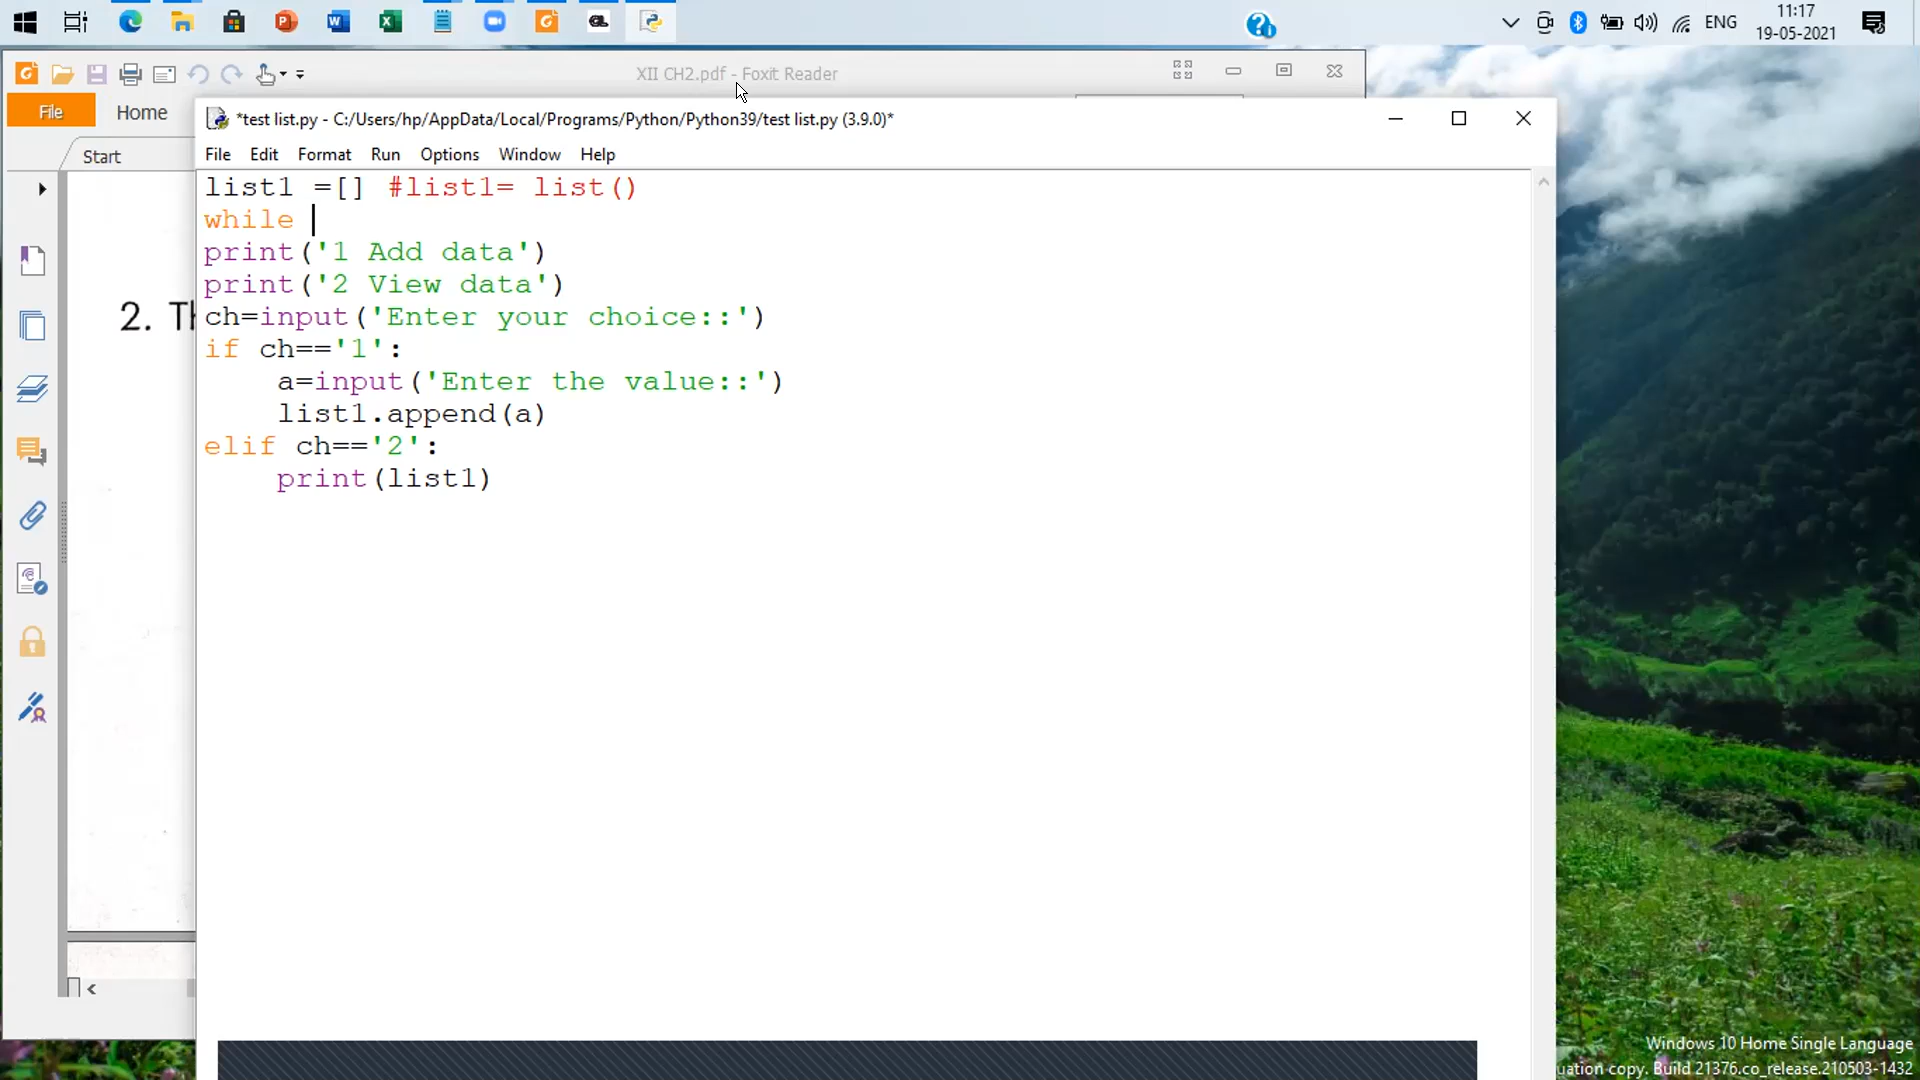 ENG
11:17
19-05-2021
XII CH2.pdf - Foxit Reader
File Home
Start
*test list.py - C:/Users/hp/AppData/Local/Programs/Python/Python39/test list.py (3.9.0)*
File Edit Format Run Options Window Help
list1 =[] #list1= list()
while
print('1 Add data')
print('2 View data')
ch=input('Enter your choice::')
if ch=='1':
    a=input('Enter the value::')
    list1.append(a)
elif ch=='2':
    print(list1)
2.
Windows 10 Home Single Language
uation copy. Build 21376.co_release.210503-1432